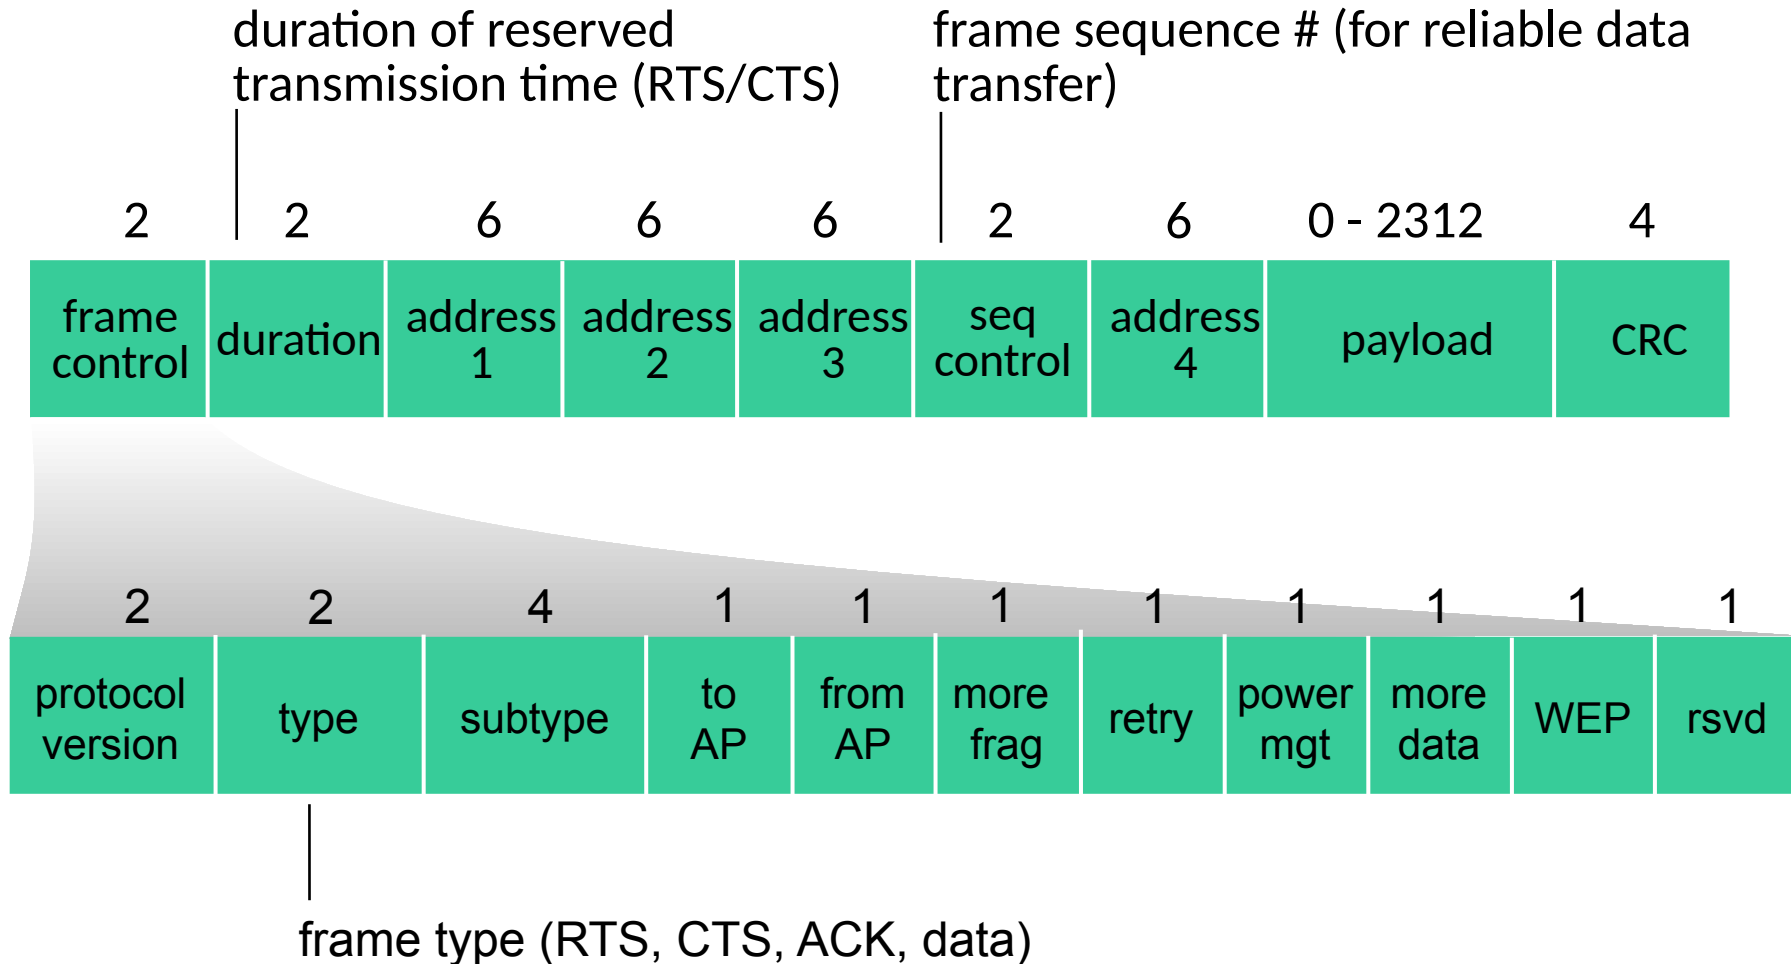 duration of reserved
transmission time (RTS/CTS)
frame sequence # (for reliable data
transfer)
2 2 6 6 6 2 6 0 - 2312 4
frame
control
duration
address
1
address
2
address
3
seq
control
address
4
payload
CRC
2 2 4 1 1 1 1 1 1 1 1
protocol
version
type
subtype
to
AP
from
AP
more
frag
retry
power
mgt
more
data
WEP
rsvd
frame type (RTS, CTS, ACK, data)